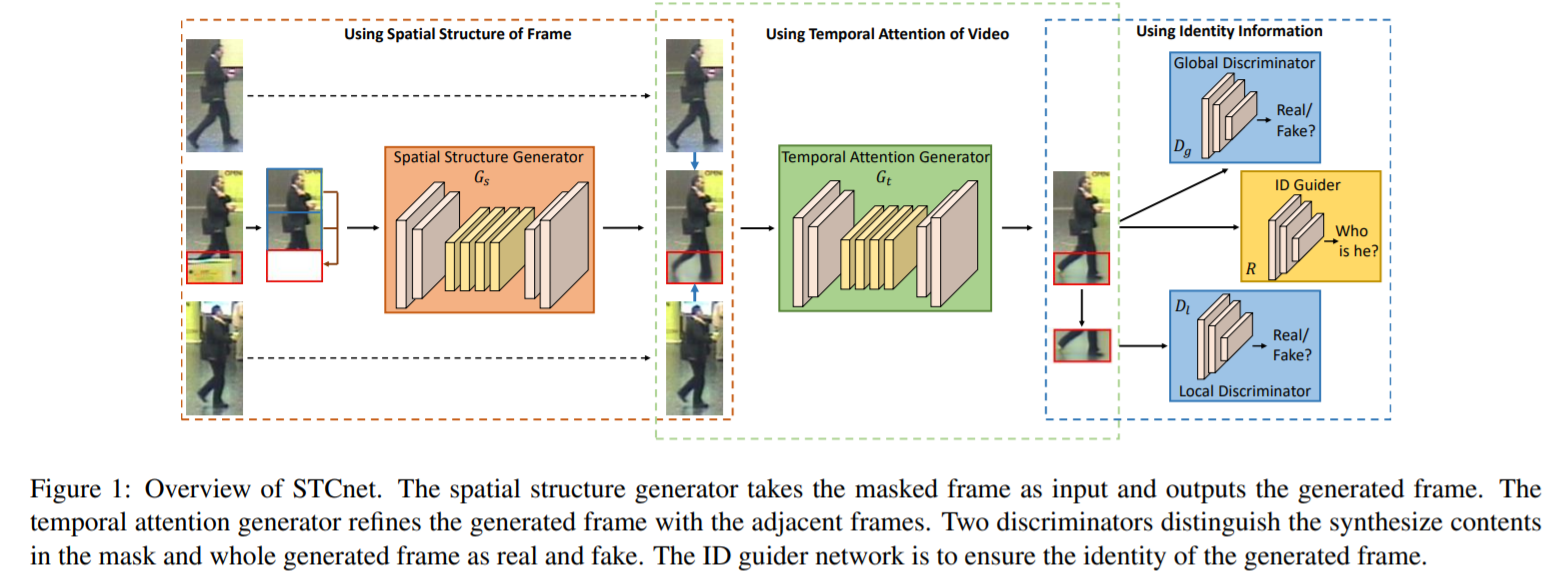 Using Spatial Structure of Frame
Using Temporal Attention of Video
Using Identity Information
Global Discriminator
Real/
Fake?
D_g
Spatial Structure Generator
G_s
Temporal Attention Generator
G_t
ID Guider
Who
is he?
R
D_l
Real/
Fake?
Local Discriminator
OPEN
OPEN
OPEN
OPEN
Figure 1: Overview of STCnet. The spatial structure generator takes the masked frame as input and outputs the generated frame. The
temporal attention generator refines the generated frame with the adjacent frames. Two discriminators distinguish the synthesize contents
in the mask and whole generated frame as real and fake. The ID guider network is to ensure the identity of the generated frame.